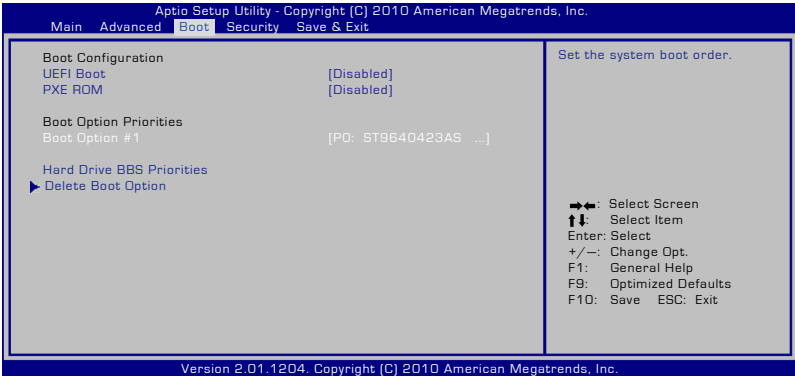 Aptio Setup Utility - Copyright (C) 2010 American Megatrends, Inc.
Main Advanced Boot Security Save & Exit
Boot Configuration
UEFI Boot [Disabled]
PXE ROM [Disabled]
Boot Option Priorities
Boot Option #1 [P0: ST9640423AS ...]
Hard Drive BBS Priorities
Delete Boot Option
Set the system boot order.
→←: Select Screen
↑↓: Select Item
Enter: Select
+/—: Change Opt.
F1: General Help
F9: Optimized Defaults
F10: Save ESC: Exit
Version 2.01.1204. Copyright (C) 2010 American Megatrends, Inc.